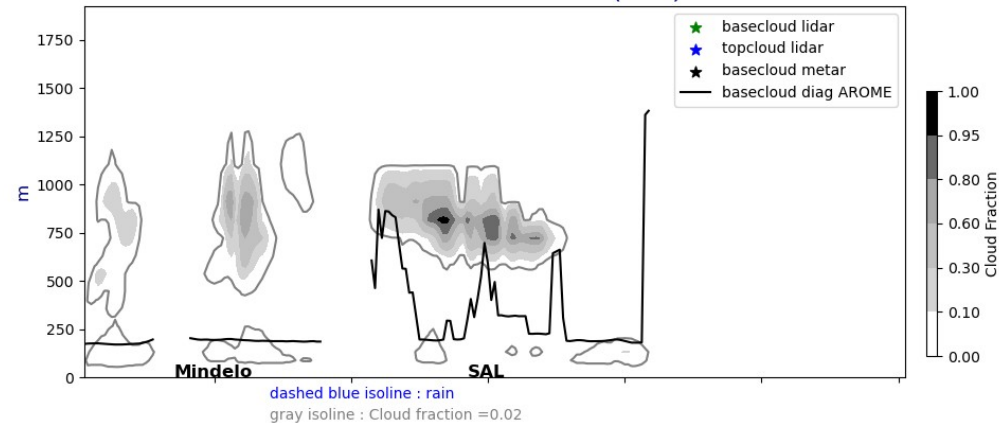 1750
1500
1250
1000
750
500
250
0
m
basecloud lidar
topcloud lidar
basecloud metar
basecloud diag AROME
1.00
0.95
0.80
0.60
0.30
0.10
0.00
Cloud Fraction
Mindelo
SAL
dashed blue isoline : rain
gray isoline : Cloud fraction =0.02